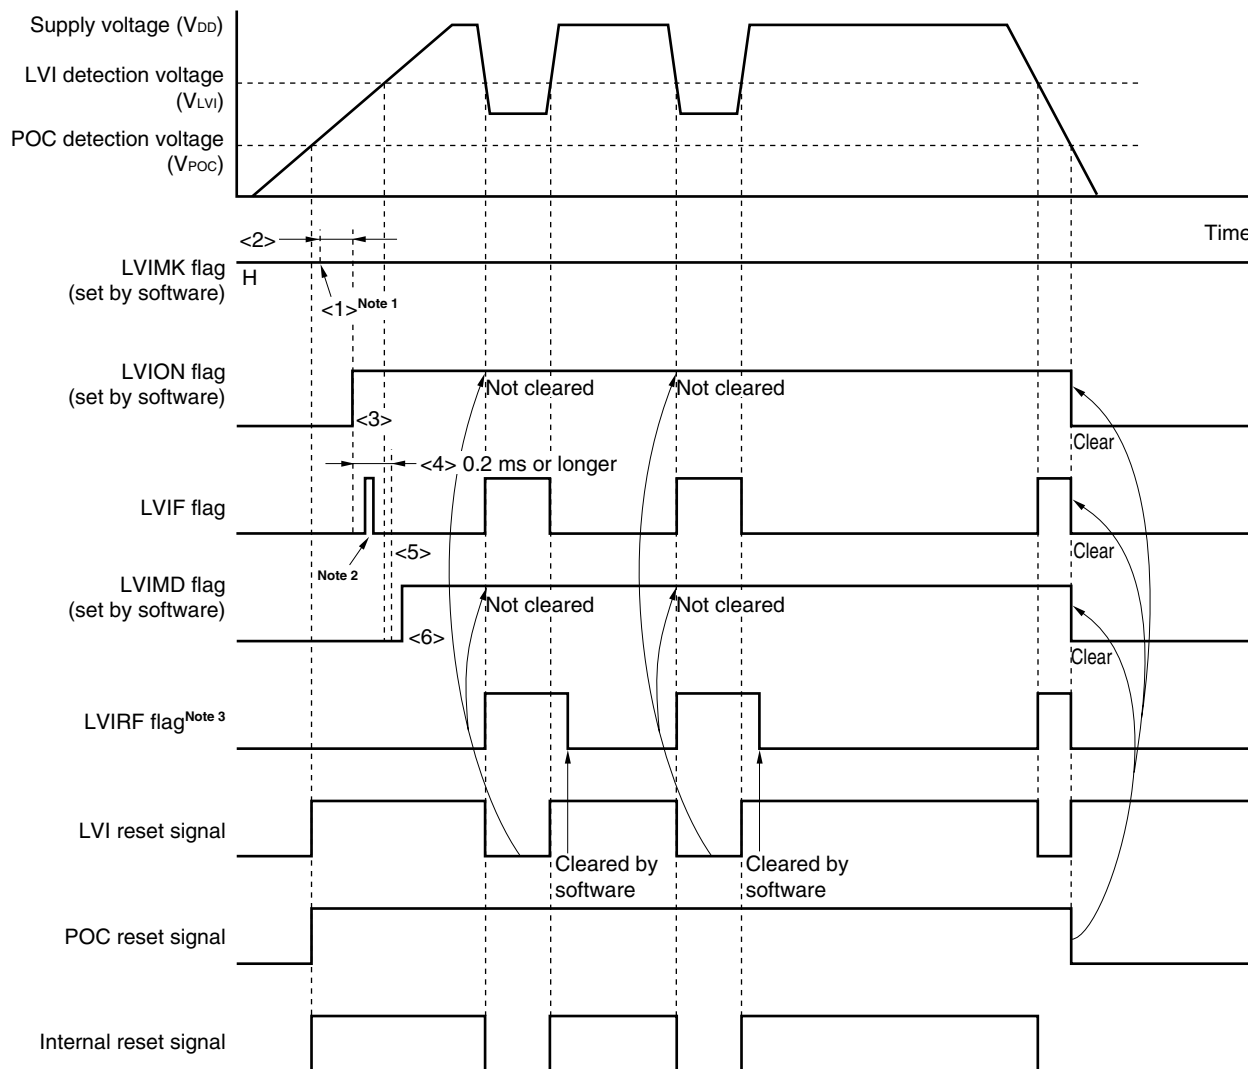 Supply voltage (VDD)
LVI detection voltage
(VLVI)
POC detection voltage
(VPOC)
Time
<2>
LVIMK flag
(set by software)
H
<1>Note 1
LVION flag
(set by software)
Not cleared
Not cleared
<3>
Clear
<4> 0.2 ms or longer
LVIF flag
Note 2
<5>
Clear
LVIMD flag
(set by software)
Not cleared
Not cleared
<6>
Clear
LVIRF flagNote 3
LVI reset signal
Cleared by
software
Cleared by
software
POC reset signal
Internal reset signal